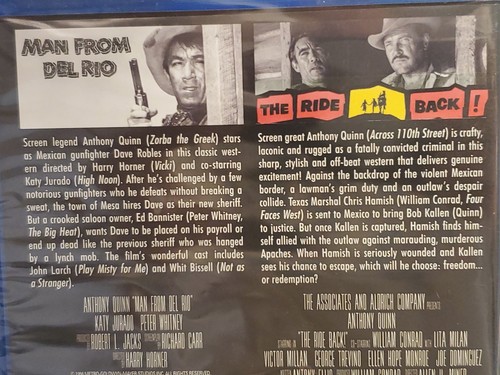 MAN FROM
DEL RIO
Screen legend Anthony Quinn (Zorba the Greek) stars
as Mexican gunfighter Dave Robles in this classic west-
ern directed by Harry Horner (Vicki) and co-starring
Katy Jurado (High Noon). After he's challenged by a few
notorious gunfighters who he defeats without breaking a
sweat, the town of Mesa hires Dave as their new sheriff.
But a crooked saloon owner, Ed Bannister (Peter Whitney,
The Big Heat), wants Dave to be placed on his payroll or
end up dead like the previous sheriff who was hanged
by a lynch mob. The film's wonderful cast includes
John Larch (Play Misty for Me) and Whit Bissell (Not as
a Stranger).
ANTHONY QUINN "MAN FROM DEL RIO"
KATY JURADO PETER WHITNEY
ROBERT L. JACKS RICHARD CARR
HARRY HORNER
THE RIDE BACK!
Screen great Anthony Quinn (Across 110th Street) is crafty,
laconic and rugged as a fatally convicted criminal in this
sharp, stylish and off-beat western that delivers genuine
excitement! Against the backdrop of the violent Mexican
border, a lawman's grim duty and an outlaw's despair
collide. Texas Marshal Chris Hamish (William Conrad, Four
Faces West) is sent to Mexico to bring Bob Kallen (Quinn)
to justice. But once Kallen is captured, Hamish finds him-
self allied with the outlaw against marauding, murderous
Apaches. When Hamish is seriously wounded and Kallen
sees his chance to escape, which will he choose: freedom...
or redemption?
THE ASSOCIATES AND ALDRICH COMPANY PRESENTS
ANTHONY QUINN
STARRING IN "THE RIDE BACK!" CO-STARRING WILLIAM CONRAD WITH LITA MILAN
VICTOR MILLAN GEORGE TREVINO ELLEN HOPE MONROE JOE DOMINGUEZ
ANTONY ELLIS WILLIAM CONRAD ALLEN H. MINER